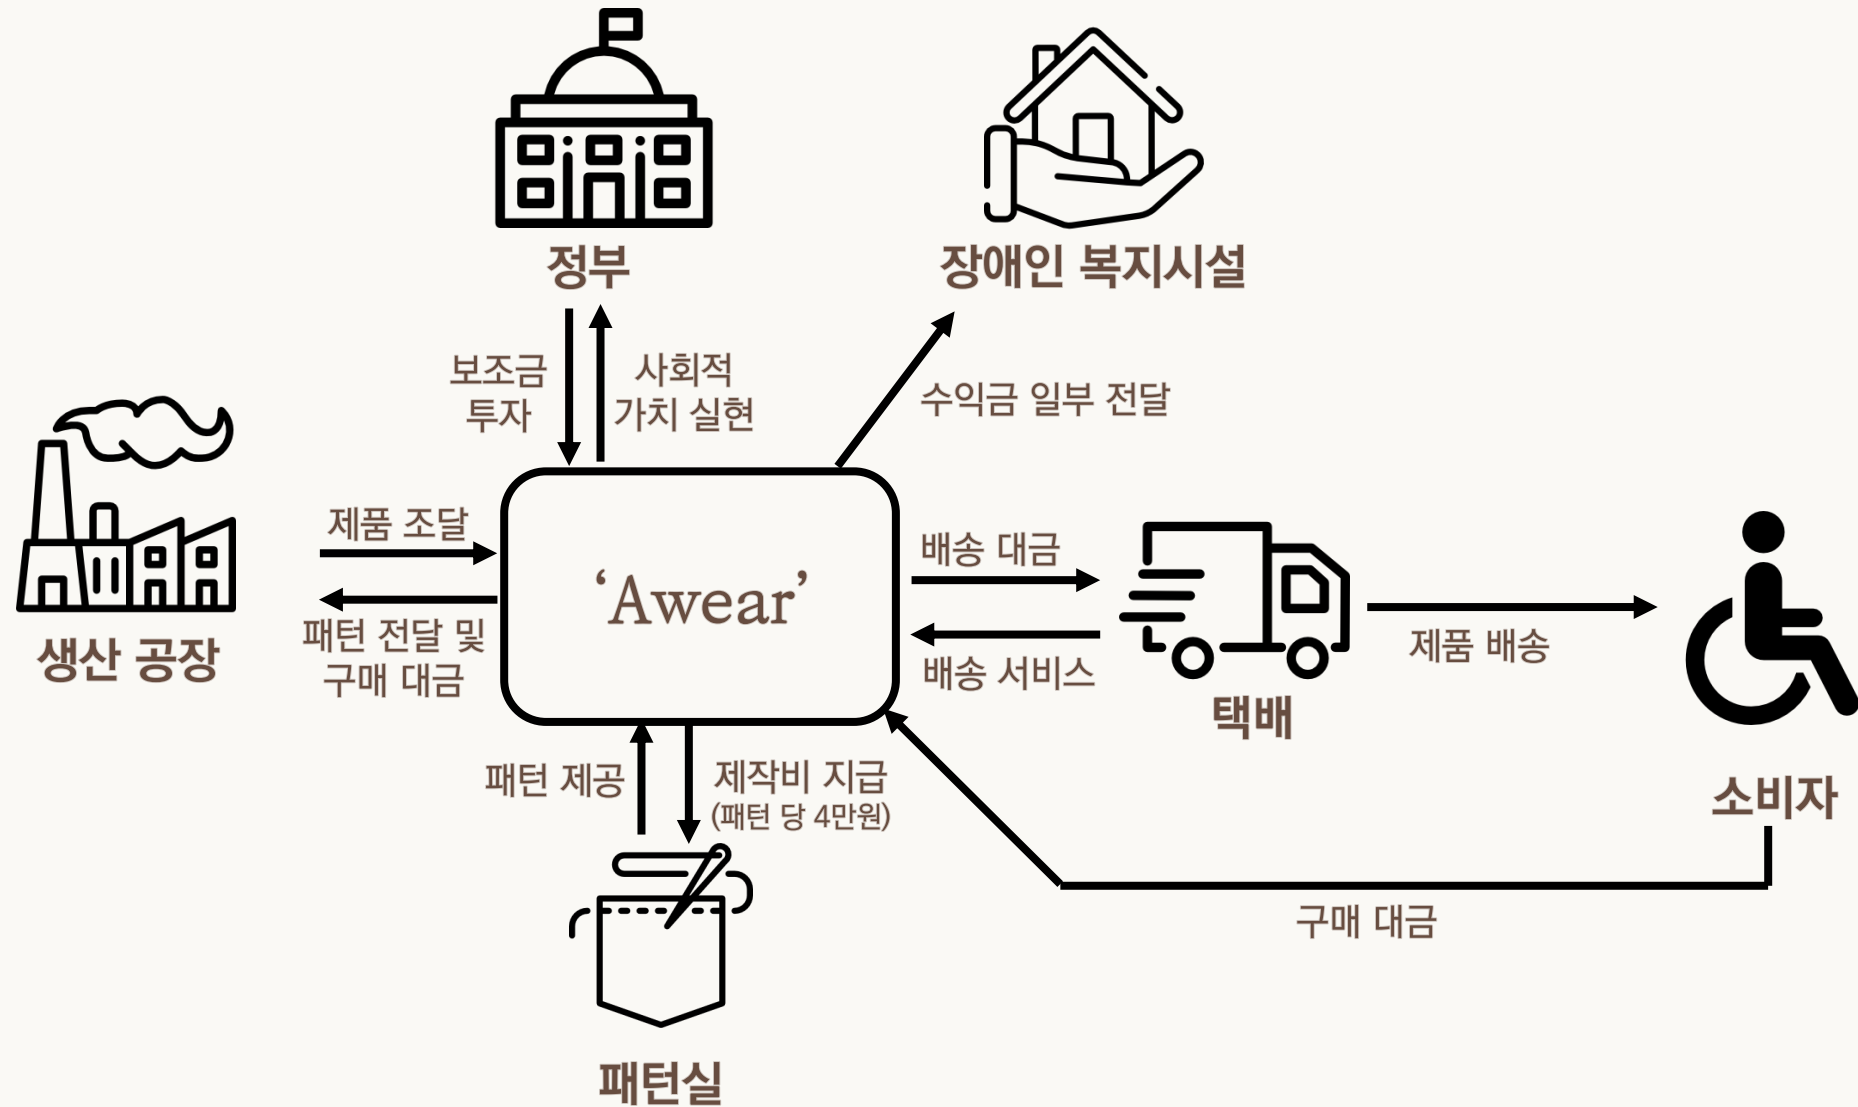 정부
장애인 복지시설
보조금
투자
사회적
가치 실현
수익금 일부 전달
제품 조달
패턴 전달 및
구매 대금
생산 공장
‘Awear’
배송 대금
배송 서비스
택배
제품 배송
소비자
패턴 제공
제작비 지급
(패턴 당 4만원)
구매 대금
패턴실